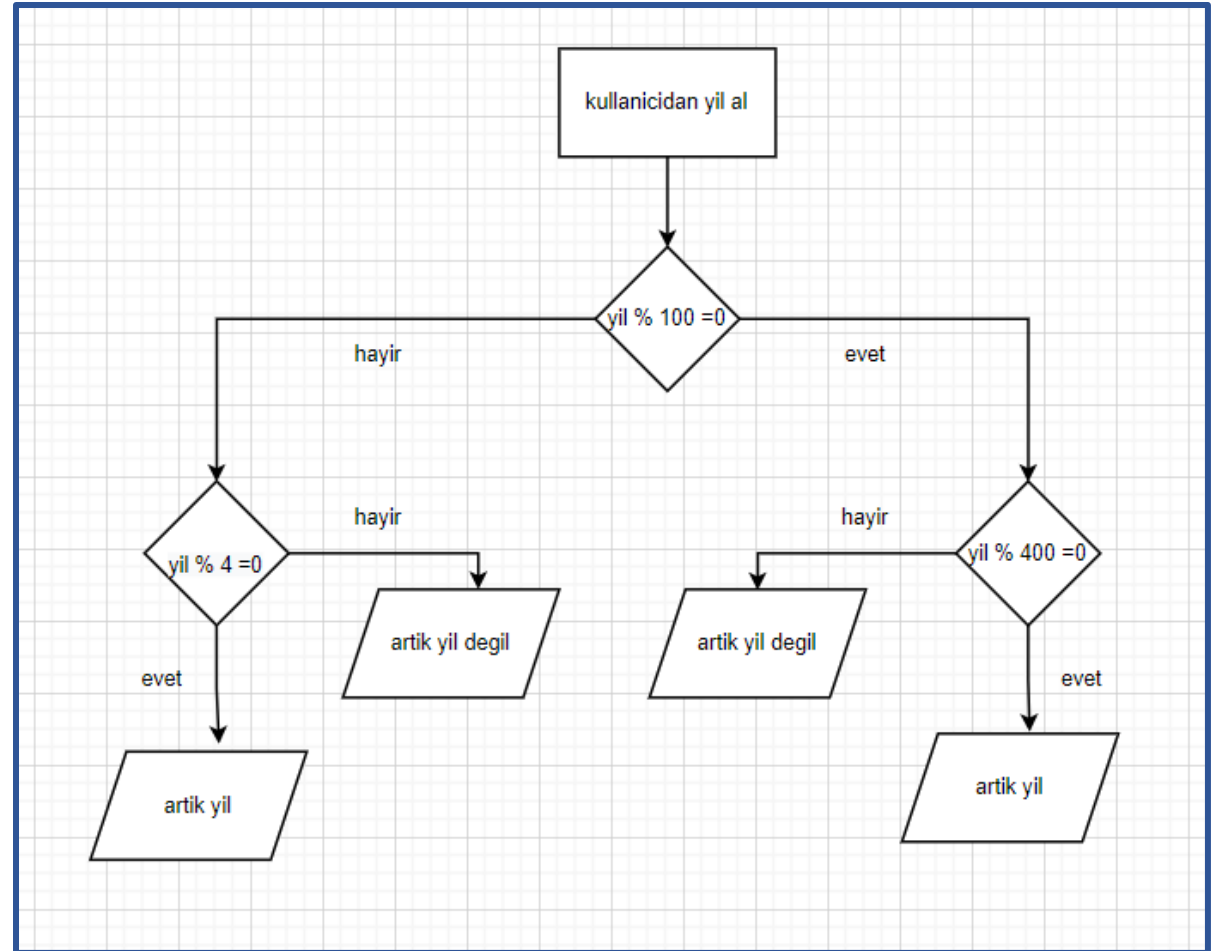 kullanicidan yil al
yil % 100 =0
hayir
evet
hayir
hayir
yil % 4 =0
yil % 400 =0
artik yil degil
artik yil degil
evet
evet
artik yil
artik yil